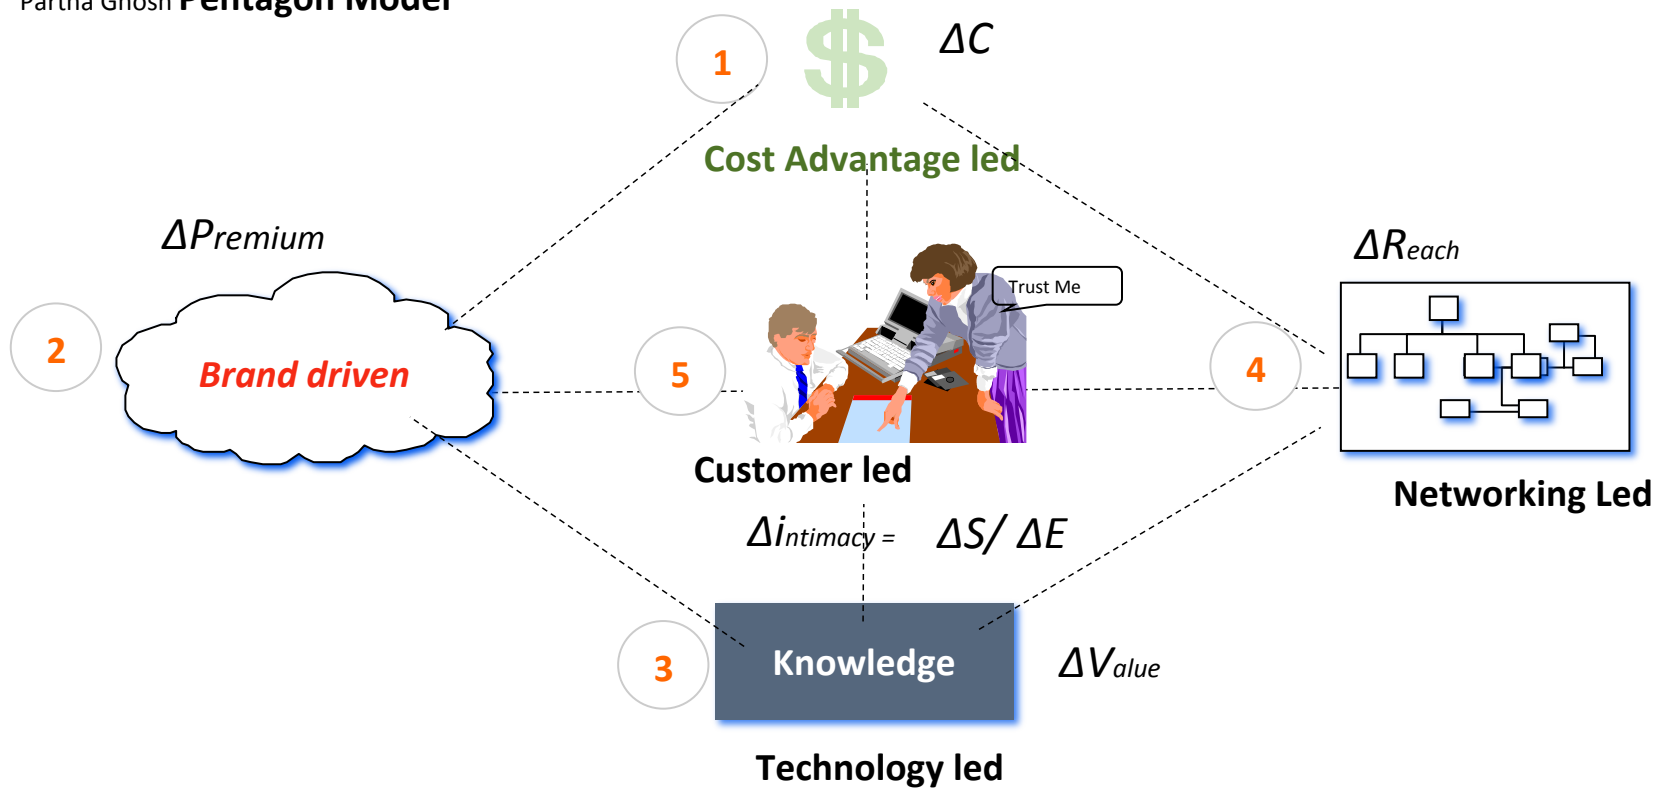 Partha Ghosh Pentagon Model
1
$
ΔC
Cost Advantage led
ΔPremium
ΔReach
Trust Me
2
Brand driven
5
4
Customer led
Networking Led
Δintimacy = ΔS/ ΔE
3
Knowledge
ΔValue
Technology led